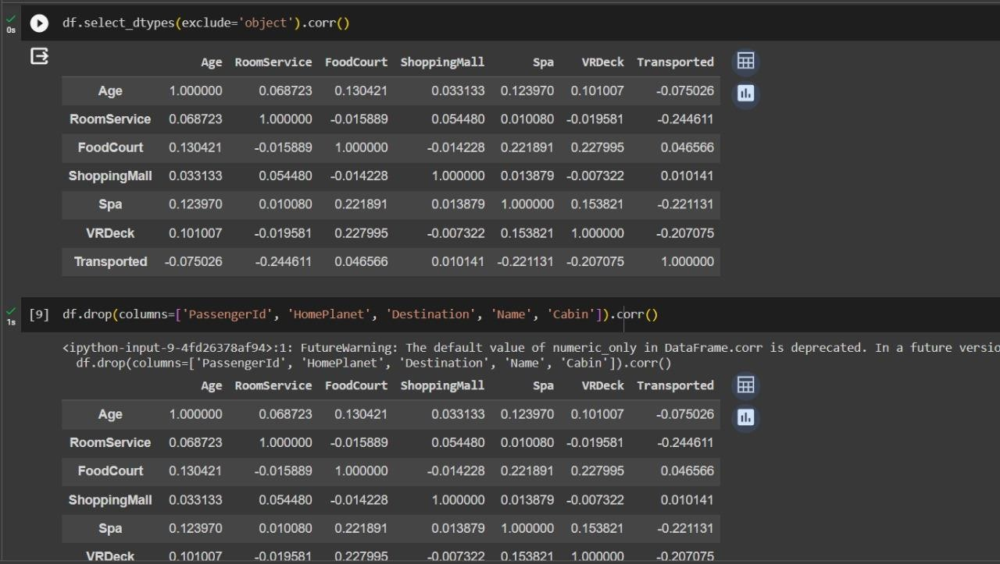 0s
df.select_dtypes(exclude='object').corr()
Age RoomService FoodCourt ShoppingMall Spa VRDeck Transported
Age 1.000000 0.068723 0.130421 0.033133 0.123970 0.101007 -0.075026
RoomService 0.068723 1.000000 -0.015889 0.054480 0.010080 -0.019581 -0.244611
FoodCourt 0.130421 -0.015889 1.000000 -0.014228 0.221891 0.227995 0.046566
ShoppingMall 0.033133 0.054480 -0.014228 1.000000 0.013879 -0.007322 0.010141
Spa 0.123970 0.010080 0.221891 0.013879 1.000000 0.153821 -0.221131
VRDeck 0.101007 -0.019581 0.227995 -0.007322 0.153821 1.000000 -0.207075
Transported -0.075026 -0.244611 0.046566 0.010141 -0.221131 -0.207075 1.000000
1s
[9] df.drop(columns=['PassengerId', 'HomePlanet', 'Destination', 'Name', 'Cabin']).corr()
<ipython-input-9-4fd26378af94>:1: FutureWarning: The default value of numeric_only in DataFrame.corr is deprecated. In a future versio
df.drop(columns=['PassengerId', 'HomePlanet', 'Destination', 'Name', 'Cabin']).corr()
Age RoomService FoodCourt ShoppingMall Spa VRDeck Transported
Age 1.000000 0.068723 0.130421 0.033133 0.123970 0.101007 -0.075026
RoomService 0.068723 1.000000 -0.015889 0.054480 0.010080 -0.019581 -0.244611
FoodCourt 0.130421 -0.015889 1.000000 -0.014228 0.221891 0.227995 0.046566
ShoppingMall 0.033133 0.054480 -0.014228 1.000000 0.013879 -0.007322 0.010141
Spa 0.123970 0.010080 0.221891 0.013879 1.000000 0.153821 -0.221131
VRDeck 0.101007 -0.019581 0.227995 -0.007322 0.153821 1.000000 -0.207075